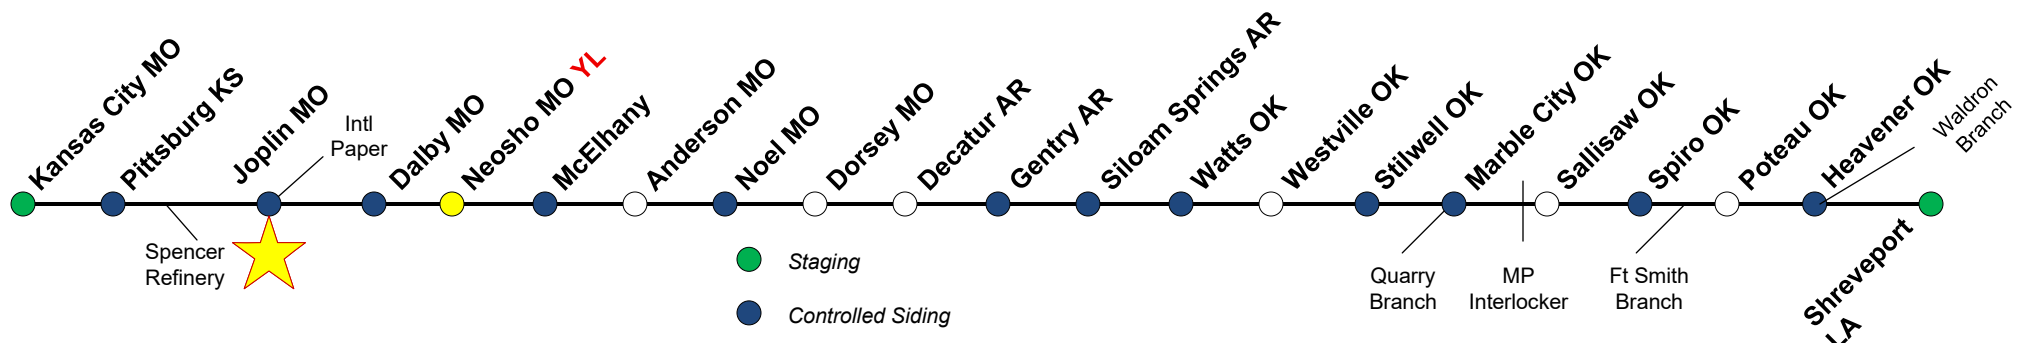 Kansas City MO
Pittsburg KS
Joplin MO
Intl
Paper
Dalby MO
Neosho MO YL
McElhany
Anderson MO
Noel MO
Dorsey MO
Decatur AR
Gentry AR
Siloam Springs AR
Watts OK
Westville OK
Stilwell OK
Marble City OK
Sallisaw OK
Spiro OK
Poteau OK
Heavener OK
Waldron
Branch
Spencer
Refinery
Staging
Controlled Siding
Quarry
Branch
MP
Interlocker
Ft Smith
Branch
Shreveport
LA